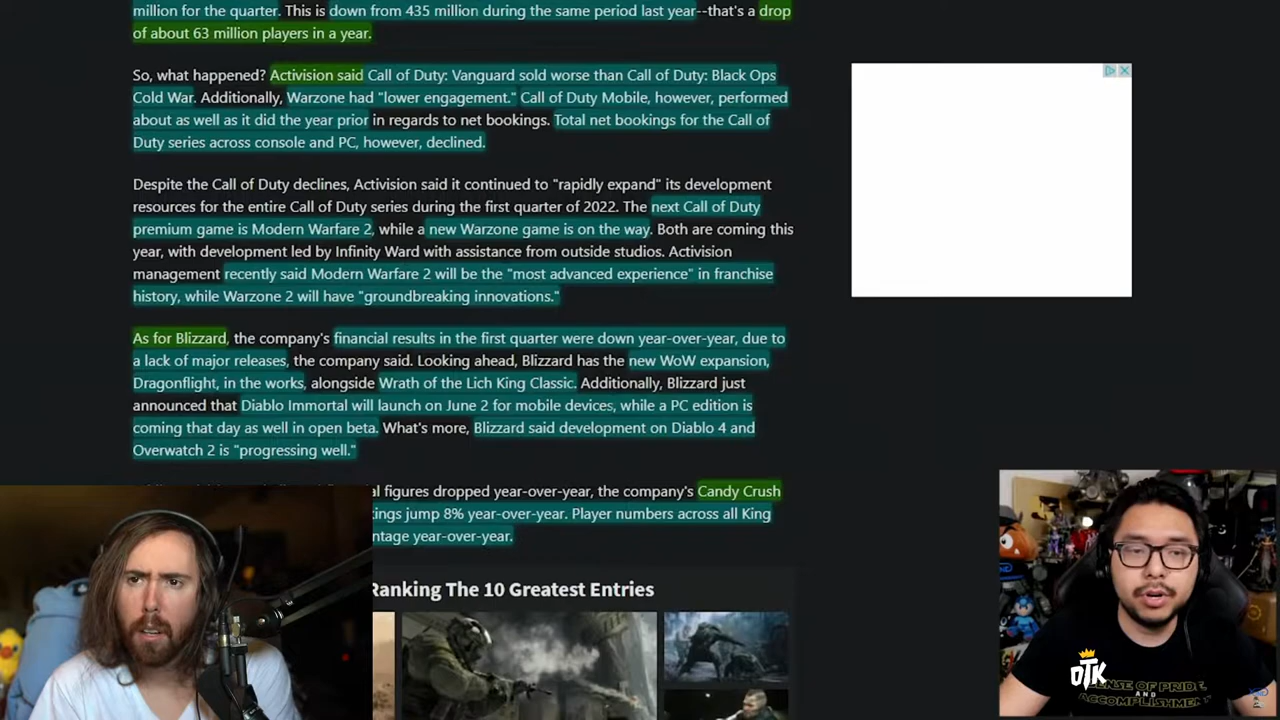 million for the quarter. This is down from 435 million during the same period last year--that's a drop
of about 63 million players in a year.
So, what happened? Activision said Call of Duty: Vanguard sold worse than Call of Duty: Black Ops
Cold War. Additionally, Warzone had "lower engagement." Call of Duty Mobile, however, performed
about as well as it did the year prior in regards to net bookings. Total net bookings for the Call of
Duty series across console and PC, however, declined.
Despite the Call of Duty declines, Activision said it continued to "rapidly expand" its development
resources for the entire Call of Duty series during the first quarter of 2022. The next Call of Duty
premium game is Modern Warfare 2, while a new Warzone game is on the way. Both are coming this
year, with development led by Infinity Ward with assistance from outside studios. Activision
management recently said Modern Warfare 2 will be the "most advanced experience" in franchise
history, while Warzone 2 will have "groundbreaking innovations."
As for Blizzard, the company's financial results in the first quarter were down year-over-year, due to
a lack of major releases, the company said. Looking ahead, Blizzard has the new WoW expansion,
Dragonflight, in the works, alongside Wrath of the Lich King Classic. Additionally, Blizzard just
announced that Diablo Immortal will launch on June 2 for mobile devices, while a PC edition is
coming that day as well in open beta. What's more, Blizzard said development on Diablo 4 and
Overwatch 2 is "progressing well."
figures dropped year-over-year, the company's Candy Crush
jump 8% year-over-year. Player numbers across all King
year-over-year.
Ranking The 10 Greatest Entries
DTK
SENSE OF PRIDE
AND
ACCOMPLISHMENT